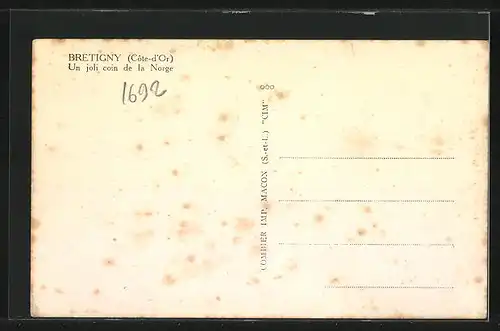 BRETIGNY (Côte-d'Or)
Un joli coin de la Norge
1692
COMBIER IMP. MACON (S.-et-L.) "CIM"